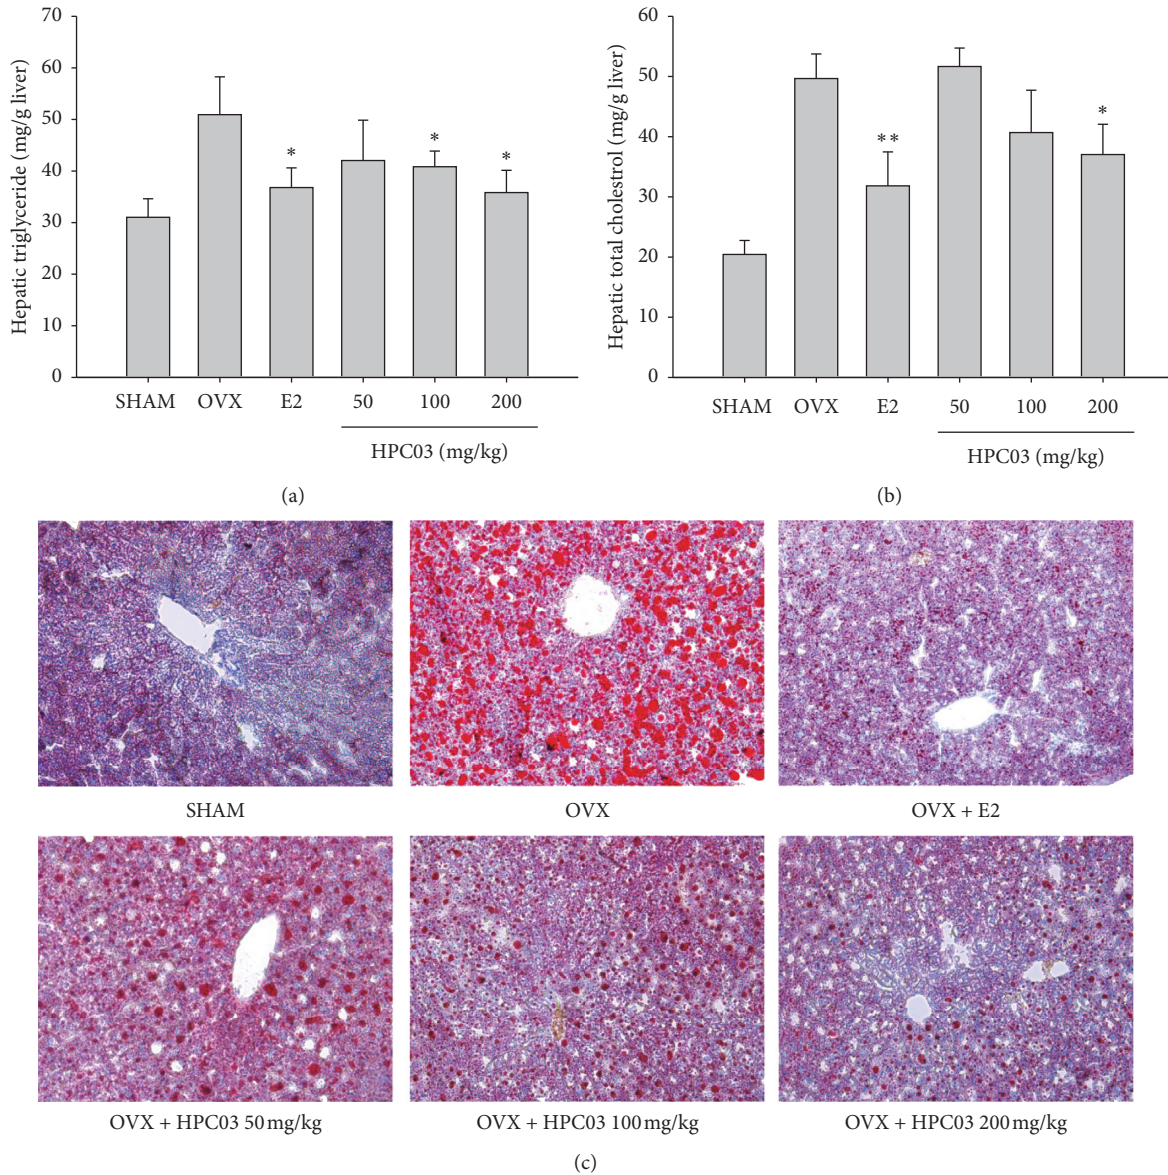 Hepatic triglyceride (mg/g liver)
70
60
50
40
30
20
10
0
*
*
*
SHAM
OVX
E2
50
100
200
HPC03 (mg/kg)
(a)
Hepatic total cholestrol (mg/g liver)
60
50
40
30
20
10
0
**
*
SHAM
OVX
E2
50
100
200
HPC03 (mg/kg)
(b)
SHAM
OVX
OVX + E2
OVX + HPC03 50 mg/kg
OVX + HPC03 100 mg/kg
OVX + HPC03 200 mg/kg
(c)